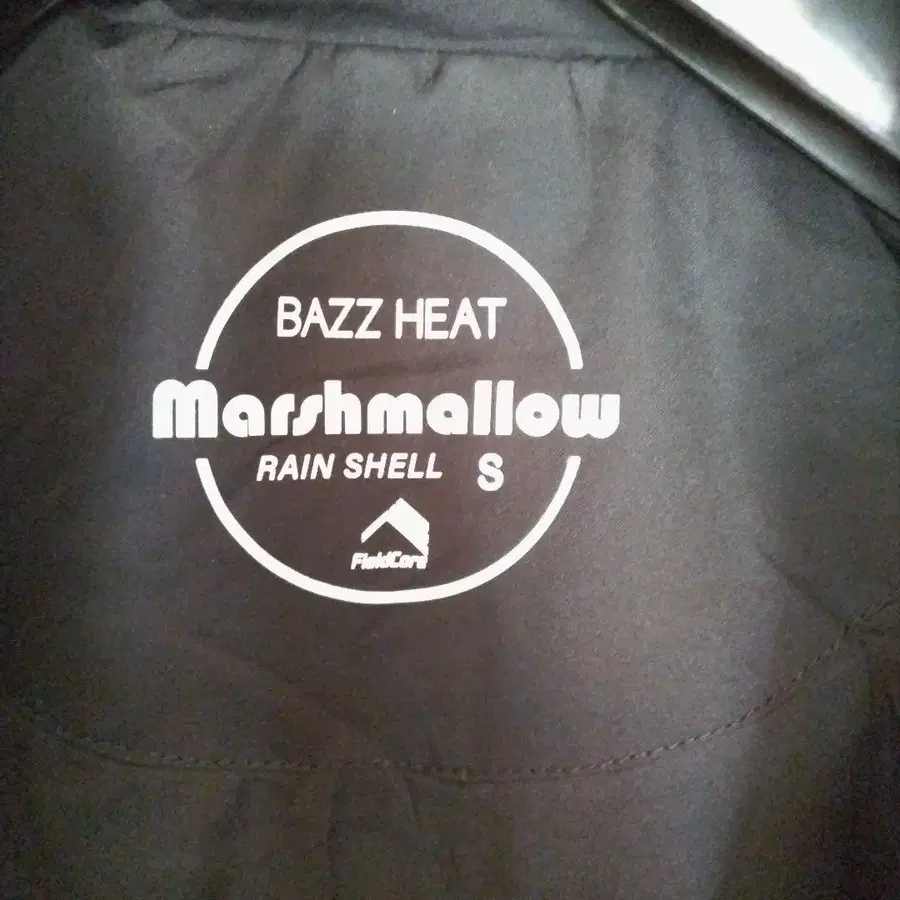 BAZZ HEAT
Marshmallow
RAIN SHELL S
FieldCore